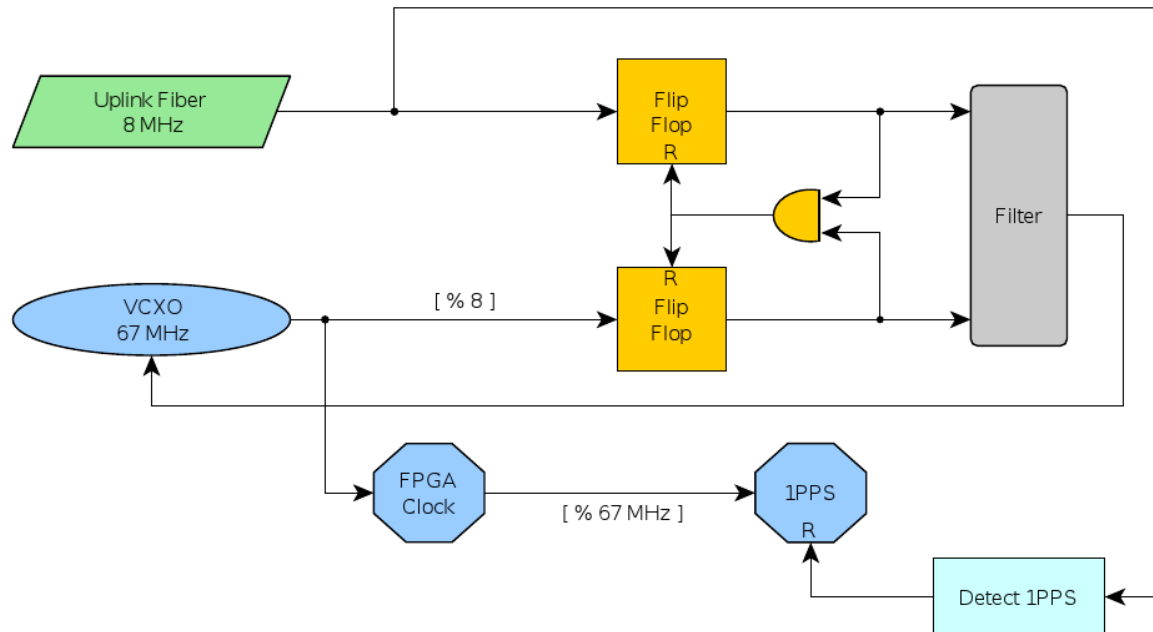 Uplink Fiber
8 MHz
Flip
Flop
R
Filter
VCXO
67 MHz
[ % 8 ]
R
Flip
Flop
FPGA
Clock
[ % 67 MHz ]
1PPS
R
Detect 1PPS